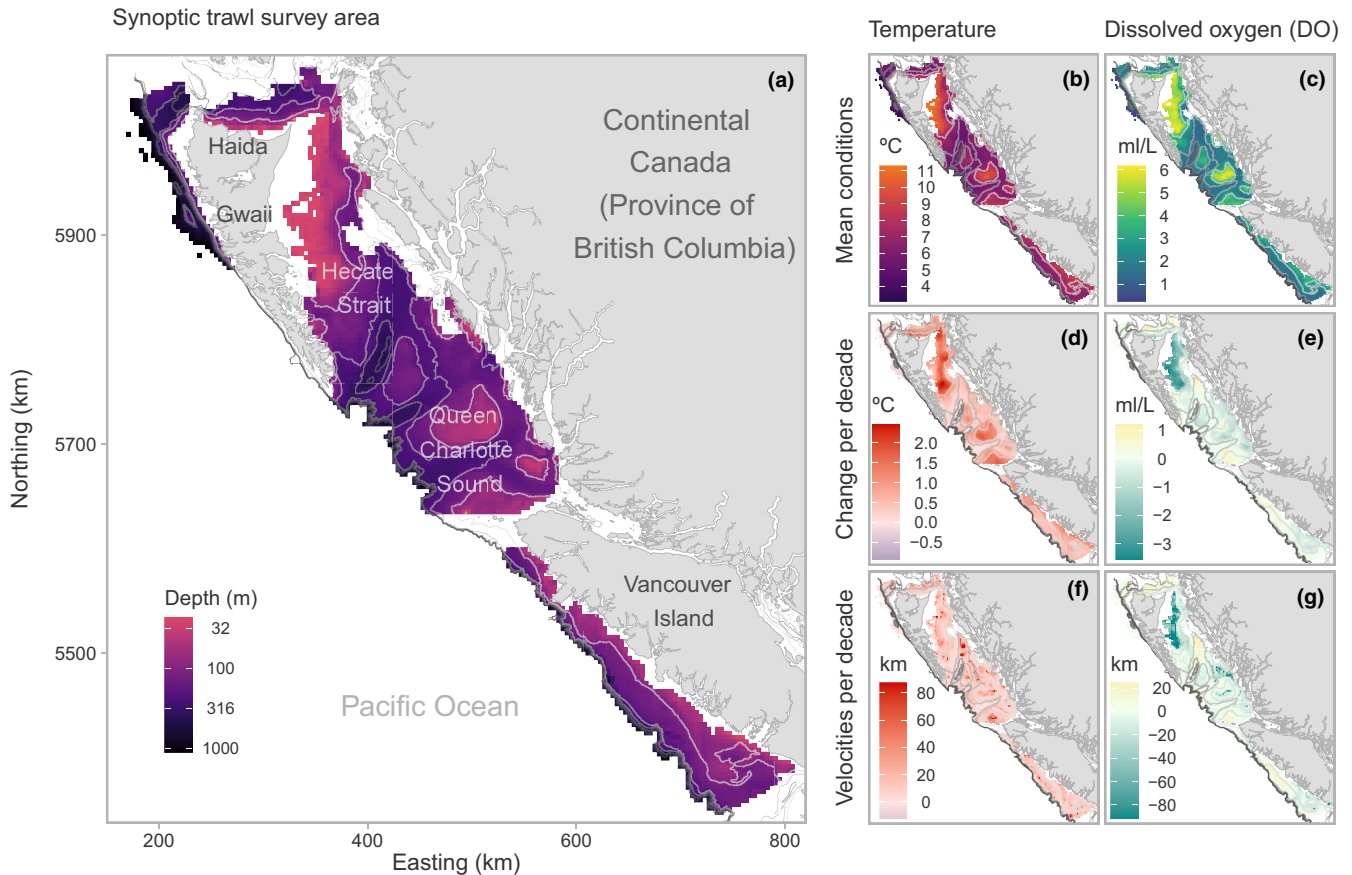 Synoptic trawl survey area
(a)
Continental
Canada
(Province of
British Columbia)
Haida
Gwaii
Hecate
Strait
Queen
Charlotte
Sound
Vancouver
Island
Pacific Ocean
Depth (m)
32
100
316
1000
Northing (km)
5900
5700
5500
200
400
600
800
Easting (km)
Temperature
Dissolved oxygen (DO)
Mean conditions
(b)
ºC
11
10
9
8
7
6
5
4
(c)
ml/L
6
5
4
3
2
1
Change per decade
(d)
ºC
2.0
1.5
1.0
0.5
0.0
−0.5
(e)
ml/L
1
0
−1
−2
−3
Velocities per decade
(f)
km
80
60
40
20
0
(g)
km
20
0
−20
−40
−60
−80